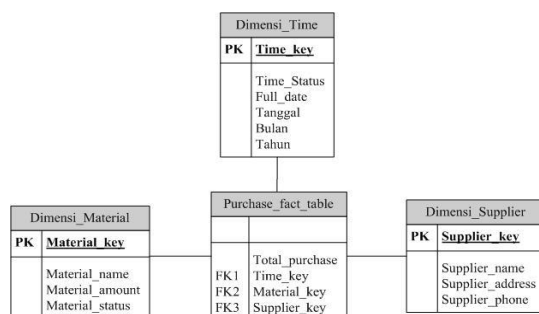 Dimensi_Time
PK Time_key
Time_Status
Full_date
Tanggal
Bulan
Tahun
Dimensi_Material
PK Material_key
Material_name
Material_amount
Material_status
Purchase_fact_table
Total_purchase
FK1 Time_key
FK2 Material_key
FK3 Supplier_key
Dimensi_Supplier
PK Supplier_key
Supplier_name
Supplier_address
Supplier_phone